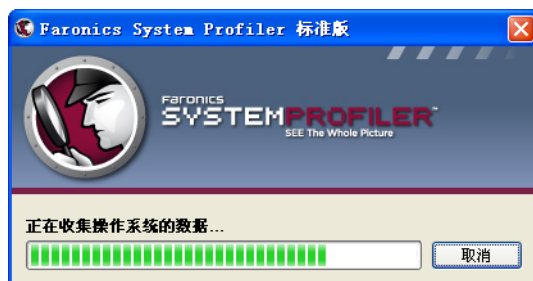 Faronics System Profiler 标准版
Faronics
SYSTEMPROFILER™
SEE The Whole Picture
正在收集操作系统的数据...
取消